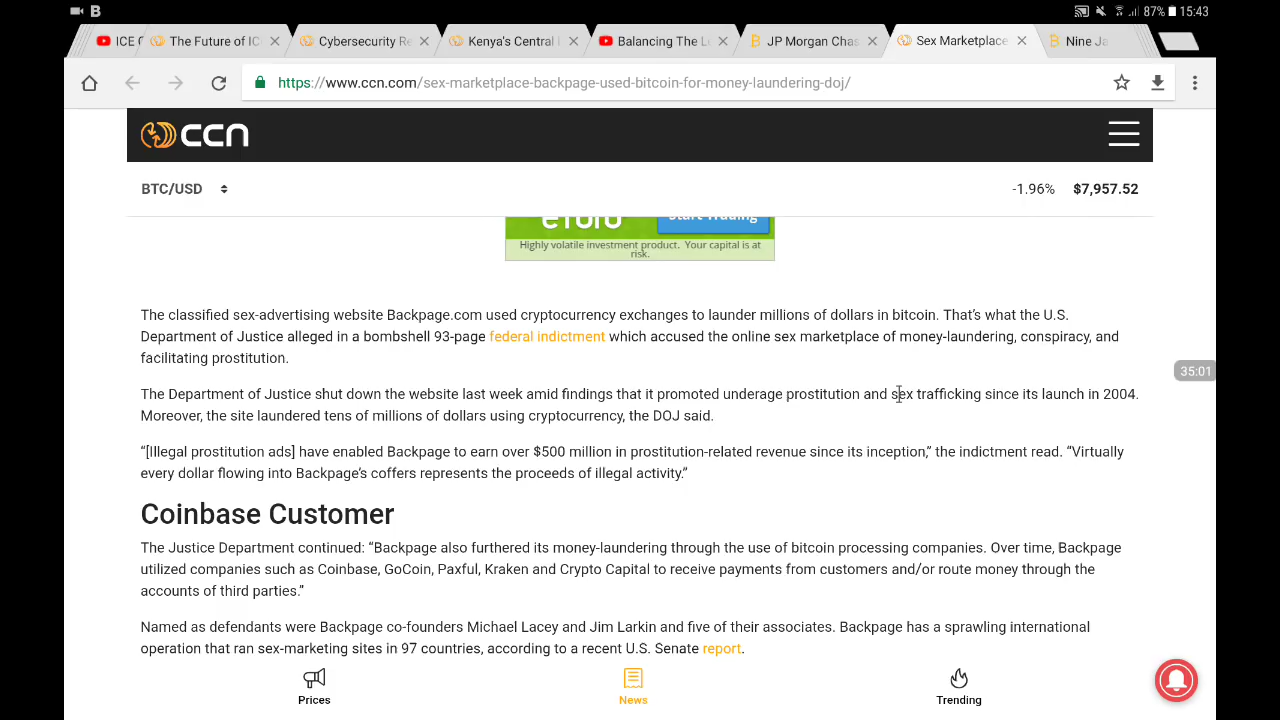 B 87% 15:43
ICE The Future of IC Cybersecurity Re Kenya's Central Balancing The L JP Morgan Chas Sex Marketplace Nine Ja
https://www.ccn.com/sex-marketplace-backpage-used-bitcoin-for-money-laundering-doj/
ccn
BTC/USD -1.96% $7,957.52
eToro Start Trading
Highly volatile investment product. Your capital is at
risk.
The classified sex-advertising website Backpage.com used cryptocurrency exchanges to launder millions of dollars in bitcoin. That's what the U.S.
Department of Justice alleged in a bombshell 93-page federal indictment which accused the online sex marketplace of money-laundering, conspiracy, and
35:01
facilitating prostitution.
The Department of Justice shut down the website last week amid findings that it promoted underage prostitution and sex trafficking since its launch in 2004.
Moreover, the site laundered tens of millions of dollars using cryptocurrency, the DOJ said.
“[Illegal prostitution ads] have enabled Backpage to earn over $500 million in prostitution-related revenue since its inception,” the indictment read. “Virtually
every dollar flowing into Backpage's coffers represents the proceeds of illegal activity.”
Coinbase Customer
The Justice Department continued: “Backpage also furthered its money-laundering through the use of bitcoin processing companies. Over time, Backpage
utilized companies such as Coinbase, GoCoin, Paxful, Kraken and Crypto Capital to receive payments from customers and/or route money through the
accounts of third parties.”
Named as defendants were Backpage co-founders Michael Lacey and Jim Larkin and five of their associates. Backpage has a sprawling international
operation that ran sex-marketing sites in 97 countries, according to a recent U.S. Senate report.
Prices News Trending